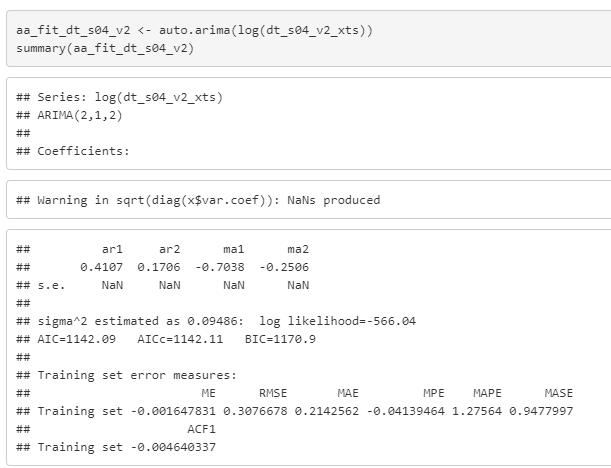 aa_fit_dt_s04_v2 <- auto.arima(log(dt_s04_v2_xts))
summary(aa_fit_dt_s04_v2)
## Series: log(dt_s04_v2_xts)
## ARIMA(2,1,2)
##
## Coefficients:
## Warning in sqrt(diag(x$var.coef)): NaNs produced
##          ar1     ar2      ma1      ma2
##       0.4107  0.1706  -0.7038  -0.2506
## s.e.     NaN     NaN      NaN      NaN
##
## sigma^2 estimated as 0.09486:  log likelihood=-566.04
## AIC=1142.09   AICc=1142.11   BIC=1170.9
##
## Training set error measures:
##                        ME      RMSE       MAE         MPE    MAPE      MASE
## Training set -0.001647831 0.3076678 0.2142562 -0.04139464 1.27564 0.9477997
##                      ACF1
## Training set -0.004640337